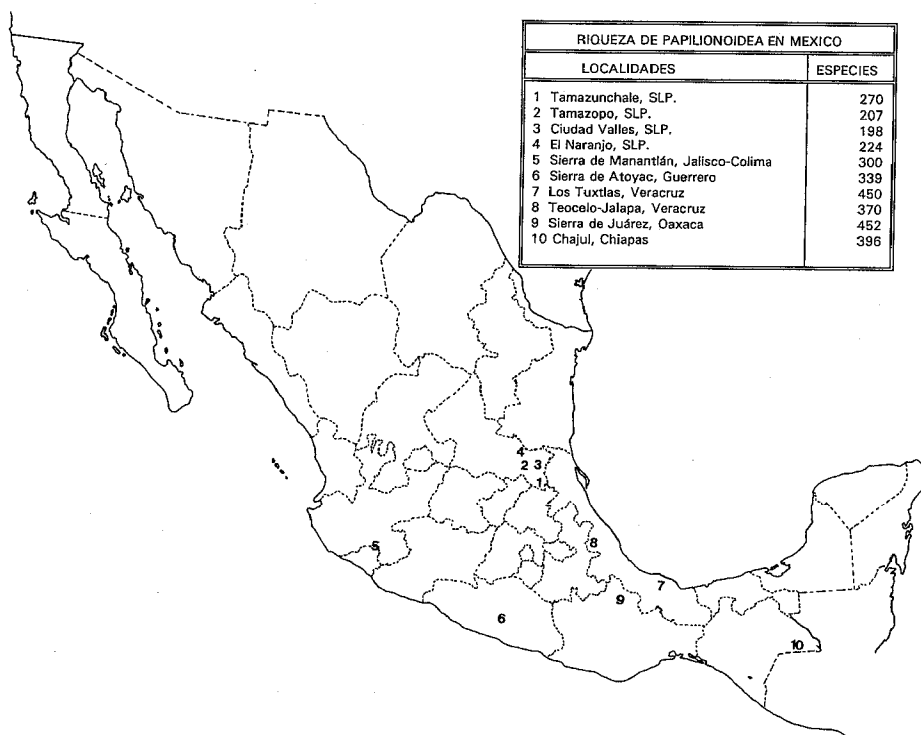 RIQUEZA DE PAPILIONOIDEA EN MEXICO
LOCALIDADES ESPECIES
1 Tamazunchale, SLP. 270
2 Tamazopo, SLP. 207
3 Ciudad Valles, SLP. 198
4 El Naranjo, SLP. 224
5 Sierra de Manantlán, Jalisco-Colima 300
6 Sierra de Atoyac, Guerrero 339
7 Los Tuxtlas, Veracruz 450
8 Teocelo-Jalapa, Veracruz 370
9 Sierra de Juárez, Oaxaca 452
10 Chajul, Chiapas 396
4
2 3
1
8
5
7
9
6
10